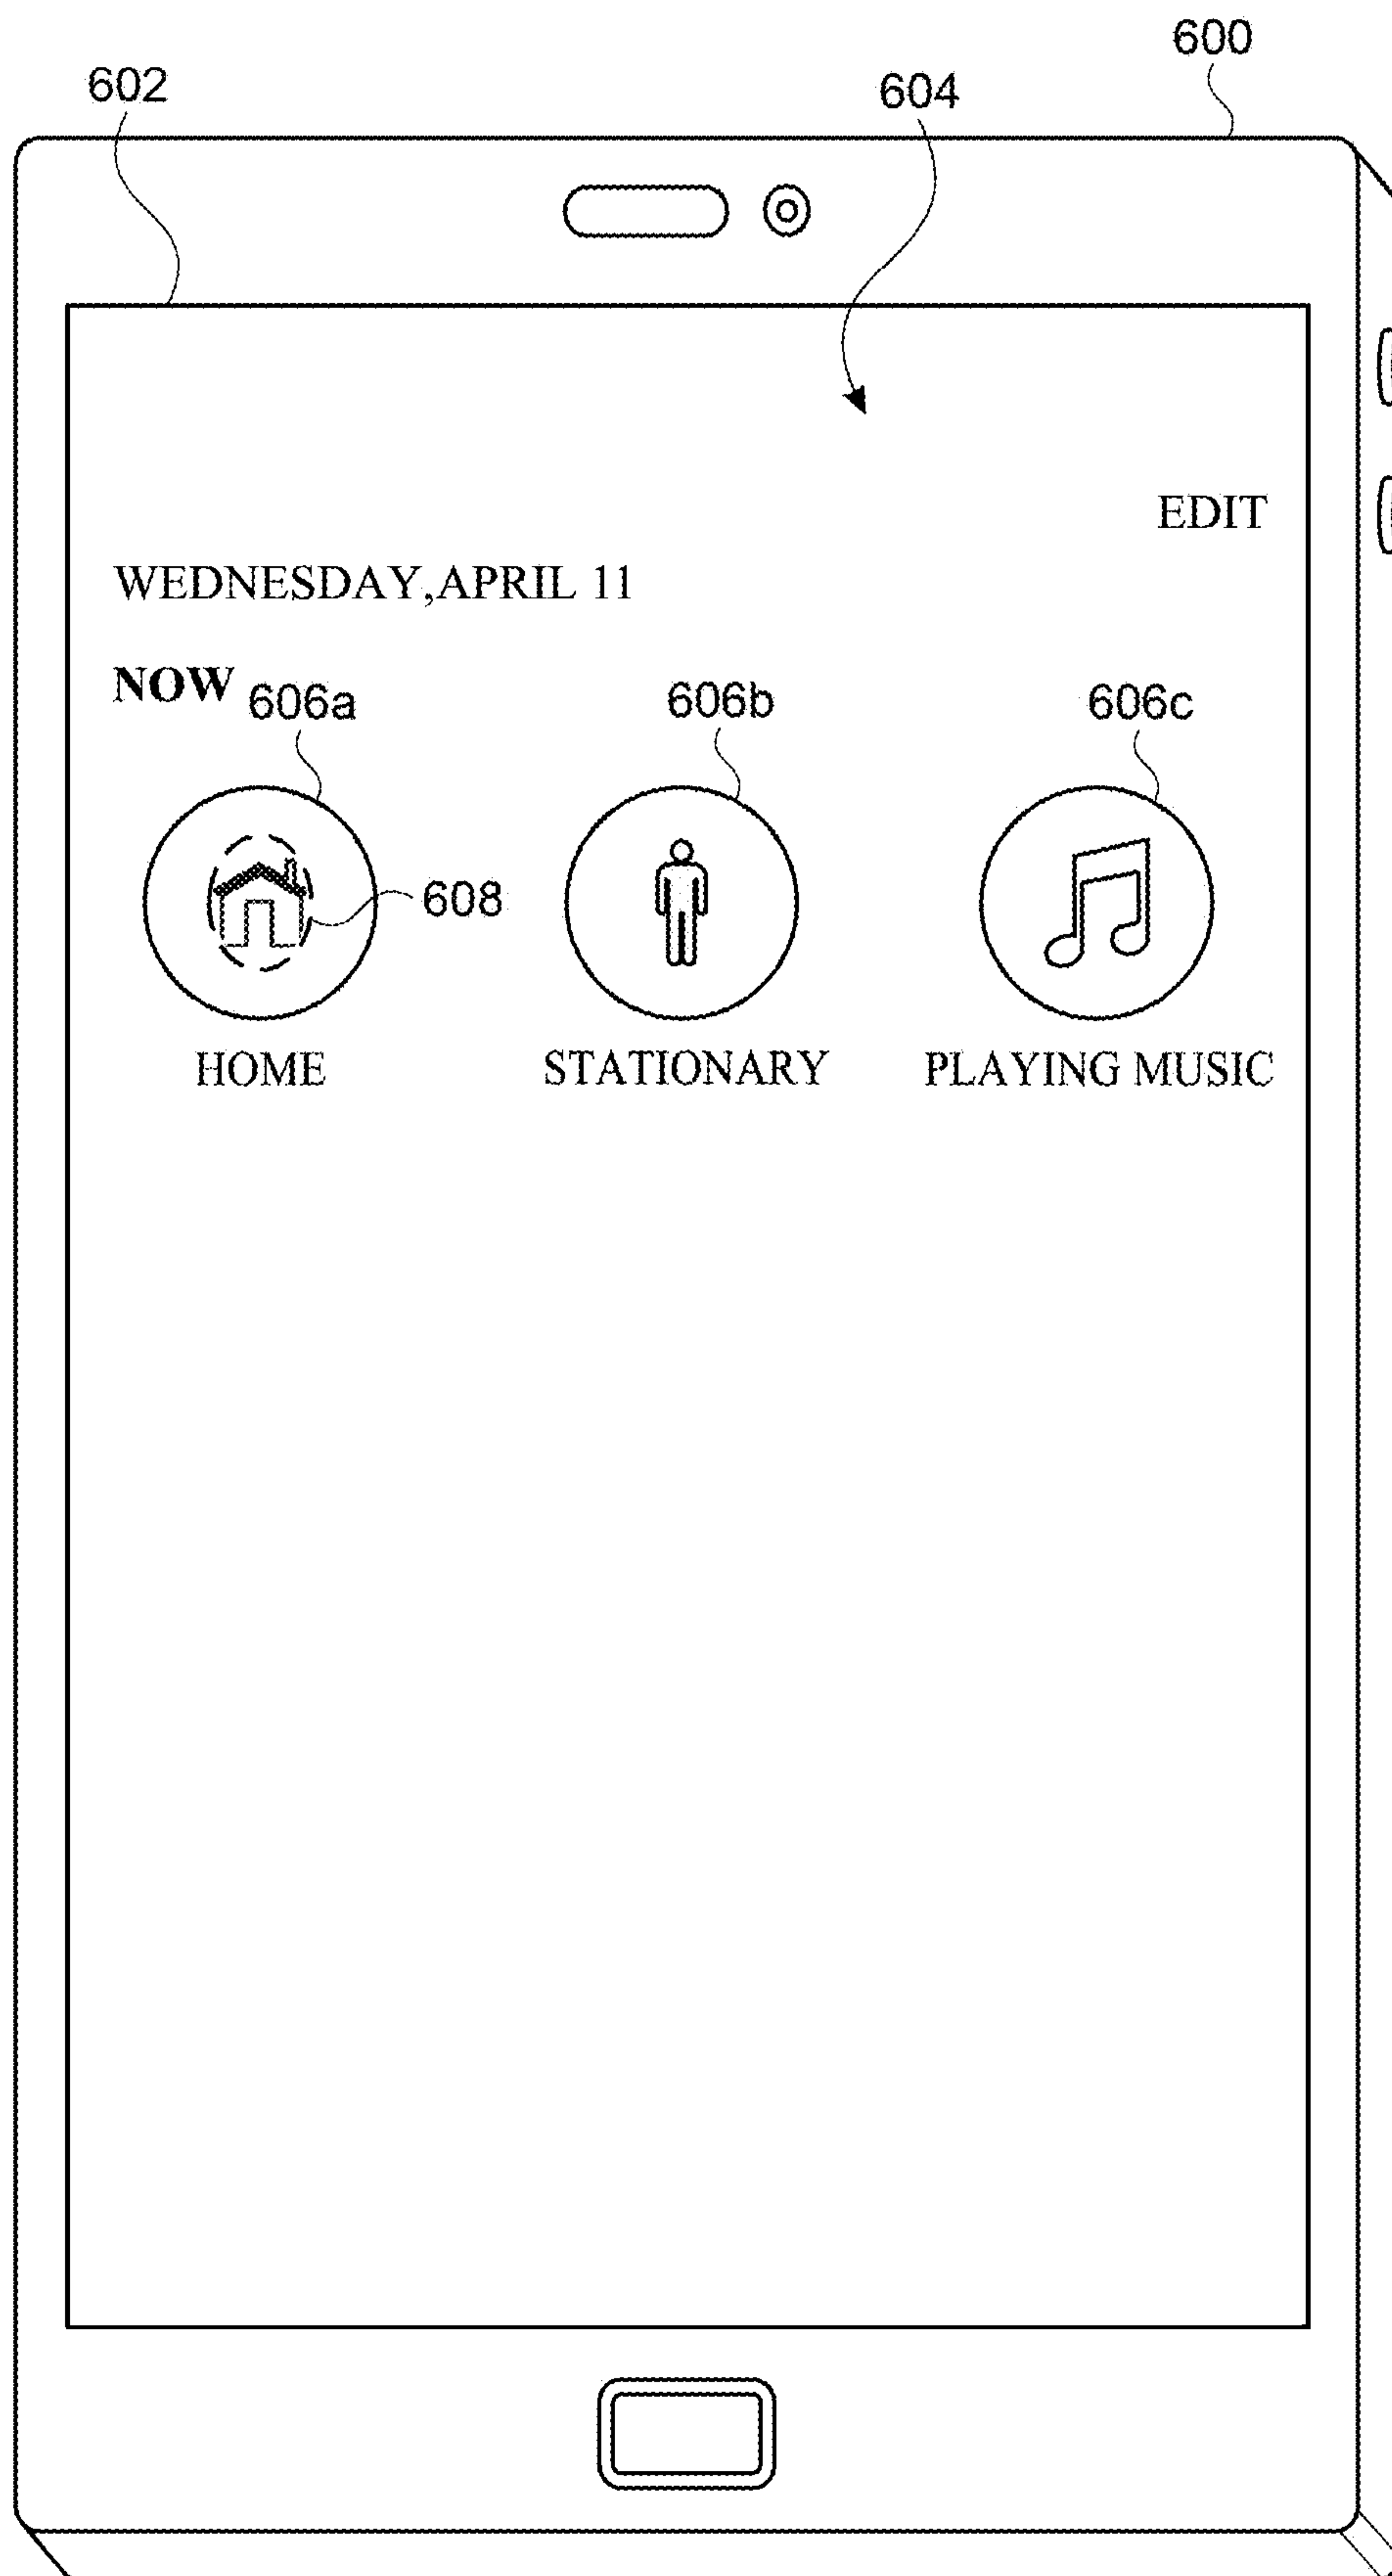 600
602
604
EDIT
WEDNESDAY,APRIL 11
NOW
606a
606b
606c
608
HOME
STATIONARY
PLAYING MUSIC